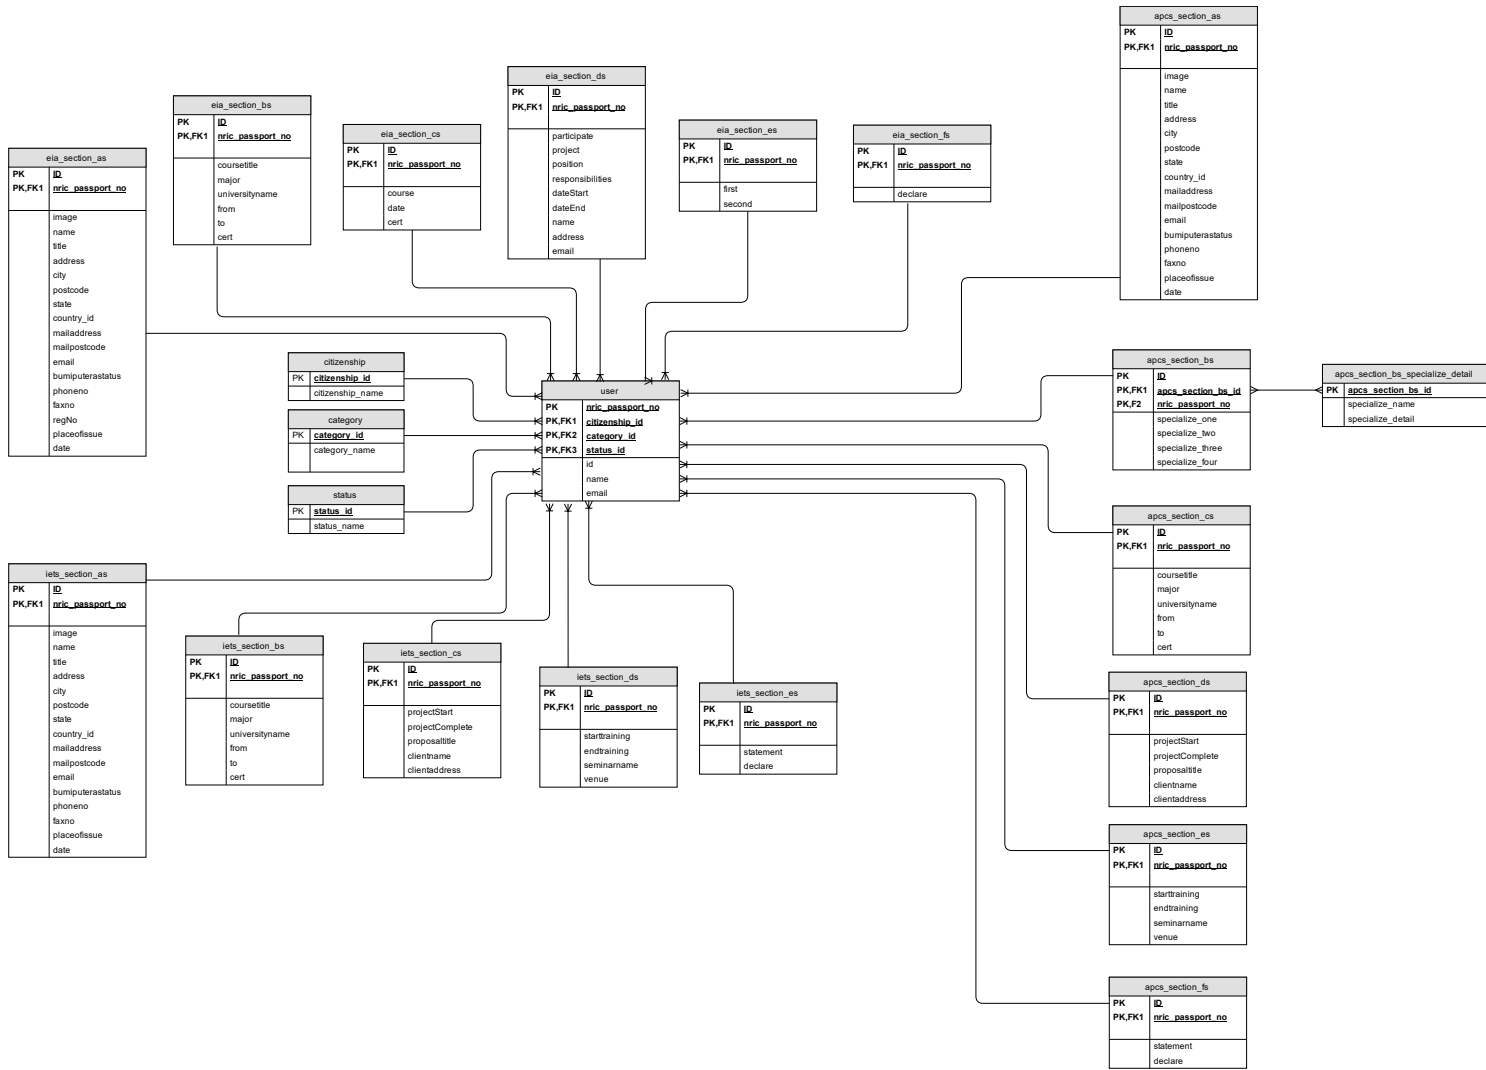 apcs_section_as
PK ID
PK,FK1 nric_passport_no
image
name
title
address
city
postcode
state
country_id
mailaddress
mailpostcode
email
bumiputerastatus
phoneno
faxno
placeofissue
date
eia_section_ds
PK ID
PK,FK1 nric_passport_no
participate
project
position
responsibilities
dateStart
dateEnd
name
address
email
eia_section_bs
PK ID
PK,FK1 nric_passport_no
coursetitle
major
universityname
from
to
cert
eia_section_cs
PK ID
PK,FK1 nric_passport_no
course
date
cert
eia_section_es
PK ID
PK,FK1 nric_passport_no
first
second
eia_section_fs
PK ID
PK,FK1 nric_passport_no
declare
eia_section_as
PK ID
PK,FK1 nric_passport_no
image
name
title
address
city
postcode
state
country_id
mailaddress
mailpostcode
email
bumiputerastatus
phoneno
faxno
regNo
placeofissue
date
citizenship
PK citizenship_id
citizenship_name
category
PK category_id
category_name
status
PK status_id
status_name
user
PK nric_passport_no
PK,FK1 citizenship_id
PK,FK2 category_id
PK,FK3 status_id
id
name
email
apcs_section_bs
PK ID
PK,FK1 apcs_section_bs_id
PK,F2 nric_passport_no
specialize_one
specialize_two
specialize_three
specialize_four
apcs_section_bs_specialize_detail
PK apcs_section_bs_id
specialize_name
specialize_detail
apcs_section_cs
PK ID
PK,FK1 nric_passport_no
coursetitle
major
universityname
from
to
cert
iets_section_as
PK ID
PK,FK1 nric_passport_no
image
name
title
address
city
postcode
state
country_id
mailaddress
mailpostcode
email
bumiputerastatus
phoneno
faxno
placeofissue
date
iets_section_bs
PK ID
PK,FK1 nric_passport_no
coursetitle
major
universityname
from
to
cert
iets_section_cs
PK ID
PK,FK1 nric_passport_no
projectStart
projectComplete
proposaltitle
clientname
clientaddress
iets_section_ds
PK ID
PK,FK1 nric_passport_no
starttraining
endtraining
seminarname
venue
iets_section_es
PK ID
PK,FK1 nric_passport_no
statement
declare
apcs_section_ds
PK ID
PK,FK1 nric_passport_no
projectStart
projectComplete
proposaltitle
clientname
clientaddress
apcs_section_es
PK ID
PK,FK1 nric_passport_no
starttraining
endtraining
seminarname
venue
apcs_section_fs
PK ID
PK,FK1 nric_passport_no
statement
declare